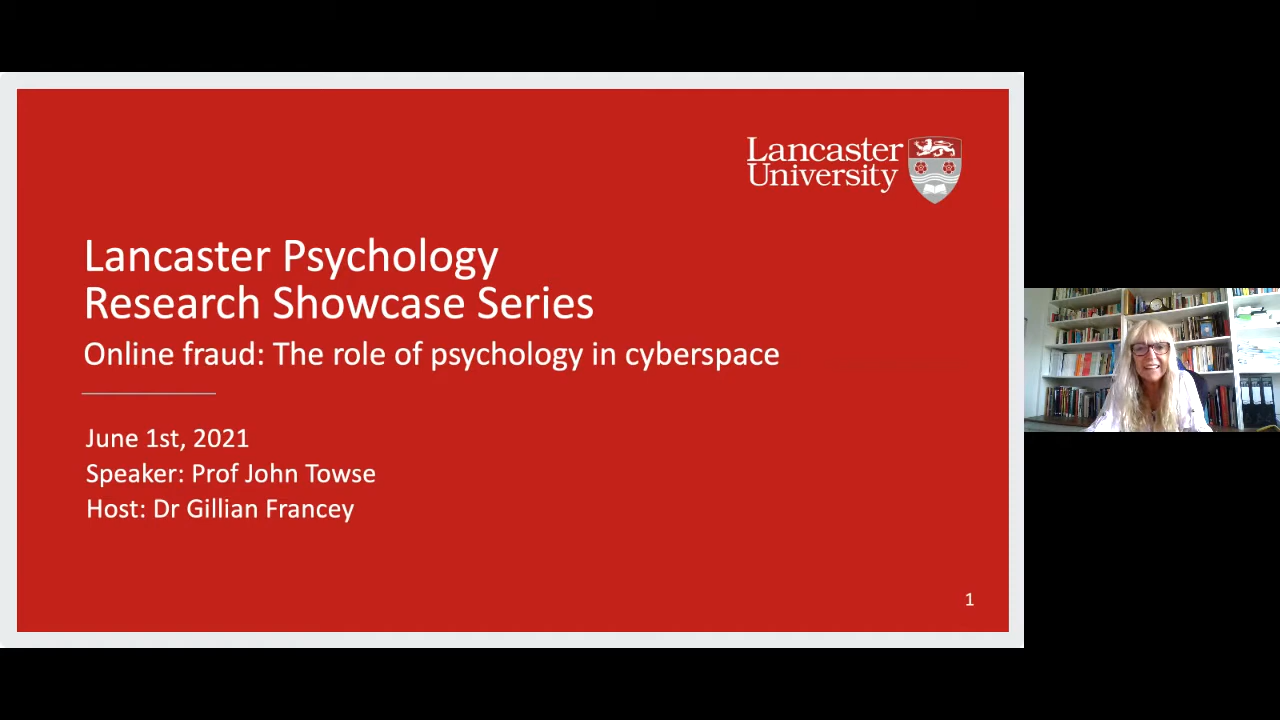 Lancaster
University
Lancaster Psychology
Research Showcase Series
Online fraud: The role of psychology in cyberspace
June 1st, 2021
Speaker: Prof John Towse
Host: Dr Gillian Francey
1